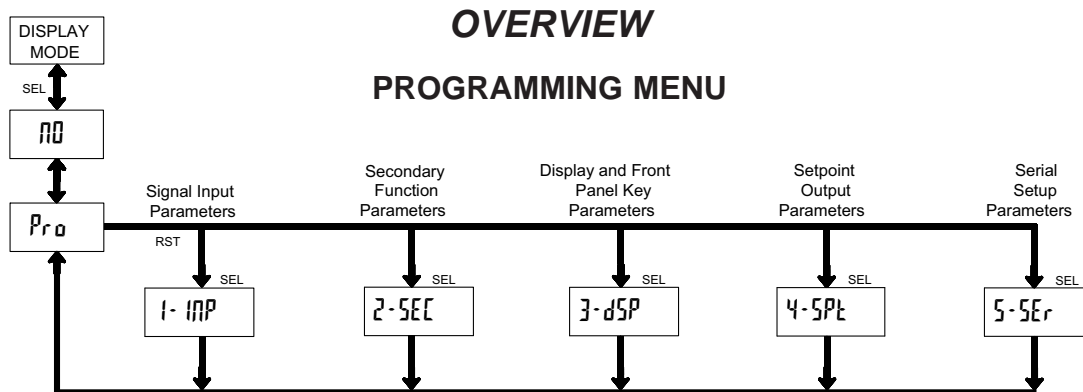 OVERVIEW
PROGRAMMING MENU
DISPLAY
MODE
SEL
NO
Pro
RST
Signal Input
Parameters
Secondary
Function
Parameters
Display and Front
Panel Key
Parameters
Setpoint
Output
Parameters
Serial
Setup
Parameters
SEL
SEL
SEL
SEL
SEL
1-INP
2-SEC
3-dSP
4-SPt
5-SEr